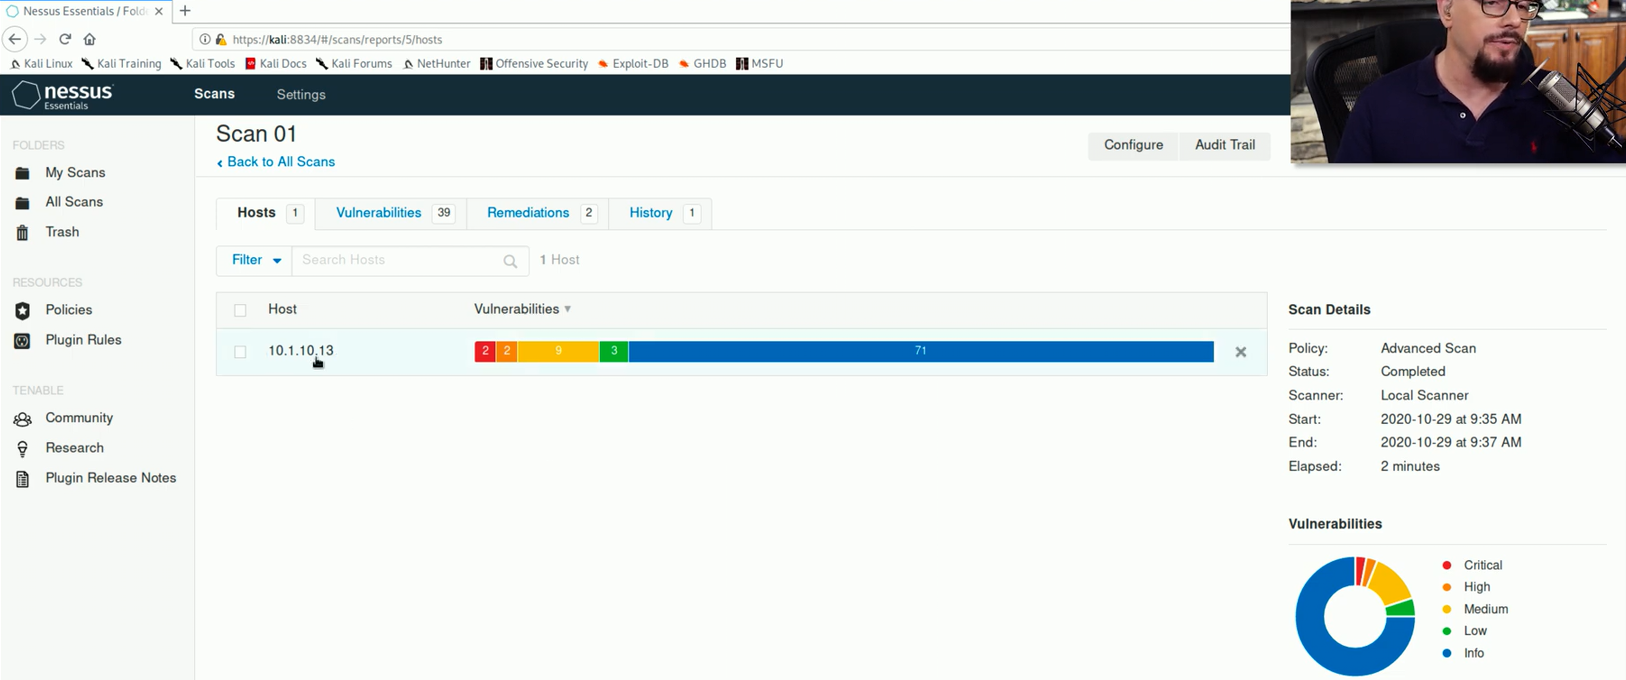 Nessus Essentials / Fold
https://kali:8834/#/scans/reports/5/hosts
Kali Linux Kali Training Kali Tools Kali Docs Kali Forums NetHunter Offensive Security Exploit-DB GHDB MSFU
nessus Essentials Scans Settings
FOLDERS
My Scans
All Scans
Trash
RESOURCES
Policies
Plugin Rules
TENABLE
Community
Research
Plugin Release Notes
Scan 01
Back to All Scans
Configure Audit Trail
Hosts 1 Vulnerabilities 39 Remediations 2 History 1
Filter Search Hosts 1 Host
Host Vulnerabilities
10.1.10.13 2 2 9 3 71
Scan Details
Policy: Advanced Scan
Status: Completed
Scanner: Local Scanner
Start: 2020-10-29 at 9:35 AM
End: 2020-10-29 at 9:37 AM
Elapsed: 2 minutes
Vulnerabilities
Critical
High
Medium
Low
Info